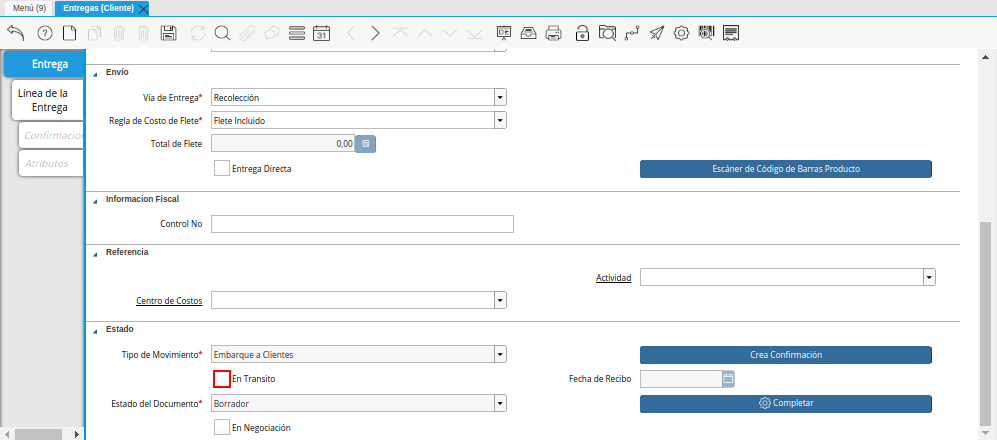 Menú (9)
Entregas (Cliente)
31
Entrega
Línea de la
Entrega
Confirmacion
Atributos
Envío
Vía de Entrega*
Recolección
Regla de Costo de Flete*
Flete Incluido
Total de Flete
0,00
Entrega Directa
Escáner de Código de Barras Producto
Informacion Fiscal
Control No
Referencia
Actividad
Centro de Costos
Estado
Tipo de Movimiento*
Embarque a Clientes
Crea Confirmación
En Transito
Fecha de Recibo
Estado del Documento*
Borrador
Completar
En Negociación